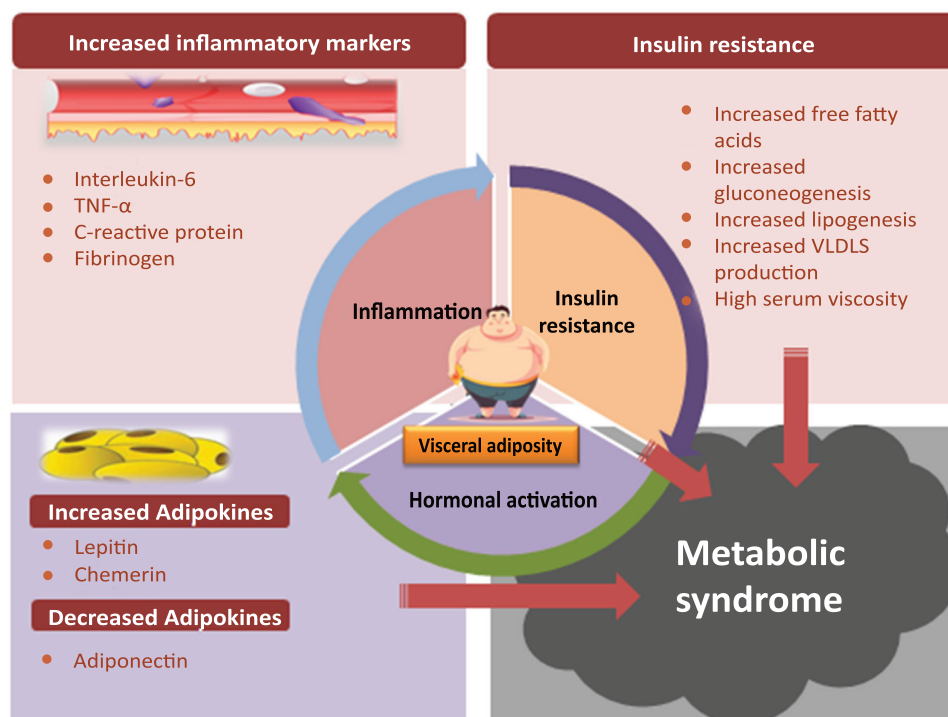 Increased inflammatory markers
Interleukin-6
TNF-α
C-reactive protein
Fibrinogen
Insulin resistance
Increased free fatty
acids
Increased
gluconeogenesis
Increased lipogenesis
Increased VLDLS
production
High serum viscosity
Inflammation
Insulin
resistance
Visceral adiposity
Hormonal activation
Increased Adipokines
Lepitin
Chemerin
Decreased Adipokines
Adiponectin
Metabolic
syndrome